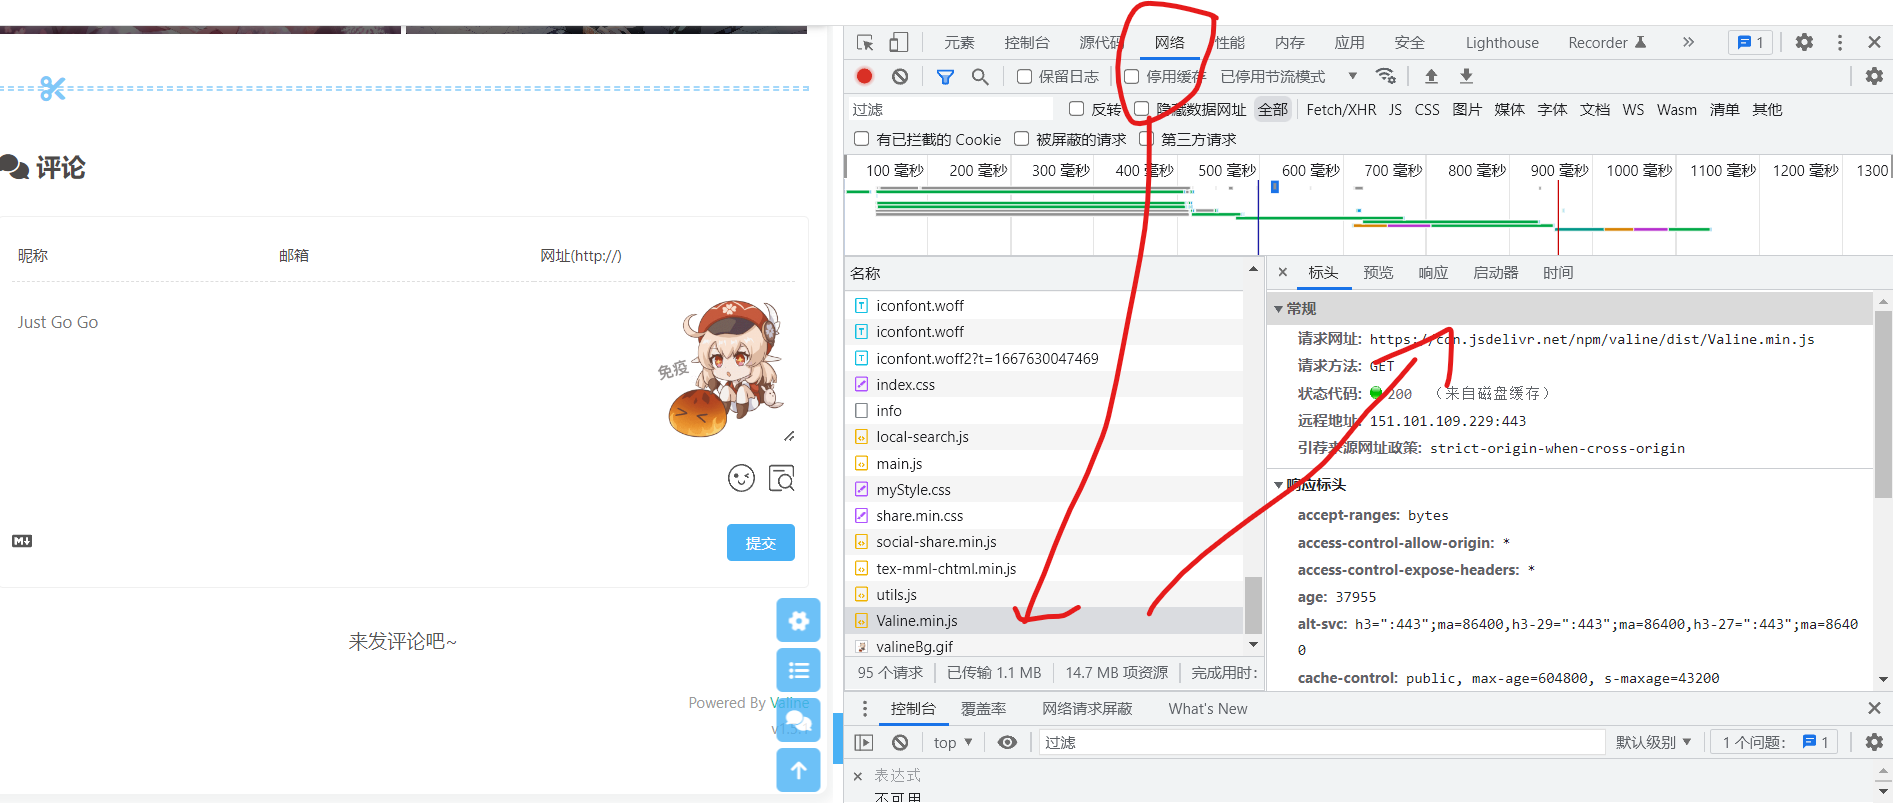 评论
昵称 邮箱 网址(http://)
Just Go Go
免疫
M
提交
来发评论吧~
Powered By Valine
元素 控制台 源代码 网络 性能 内存 应用 安全 Lighthouse Recorder 1
保留日志 停用缓存 已停用节流模式
过滤 反转 隐藏数据网址 全部 Fetch/XHR JS CSS 图片 媒体 字体 文档 WS Wasm 清单 其他
有已拦截的 Cookie 被屏蔽的请求 第三方请求
100 毫秒 200 毫秒 300 毫秒 400 毫秒 500 毫秒 600 毫秒 700 毫秒 800 毫秒 900 毫秒 1000 毫秒 1100 毫秒 1200 毫秒 1300
名称
iconfont.woff
iconfont.woff
iconfont.woff2?t=1667630047469
index.css
info
local-search.js
main.js
myStyle.css
share.min.css
social-share.min.js
tex-mml-chtml.min.js
utils.js
Valine.min.js
valineBg.gif
95 个请求 已传输 1.1 MB 14.7 MB 项资源 完成用时:
标头 预览 响应 启动器 时间
常规
请求网址: https://cdn.jsdelivr.net/npm/valine/dist/Valine.min.js
请求方法: GET
状态代码: 200 （来自磁盘缓存）
远程地址: 151.101.109.229:443
引荐来源网址政策: strict-origin-when-cross-origin
响应标头
accept-ranges: bytes
access-control-allow-origin: *
access-control-expose-headers: *
age: 37955
alt-svc: h3=":443";ma=86400,h3-29=":443";ma=86400,h3-27=":443";ma=8640
0
cache-control: public, max-age=604800, s-maxage=43200
控制台 覆盖率 网络请求屏蔽 What's New
top 过滤 默认级别 1 个问题: 1
表达式
不可用